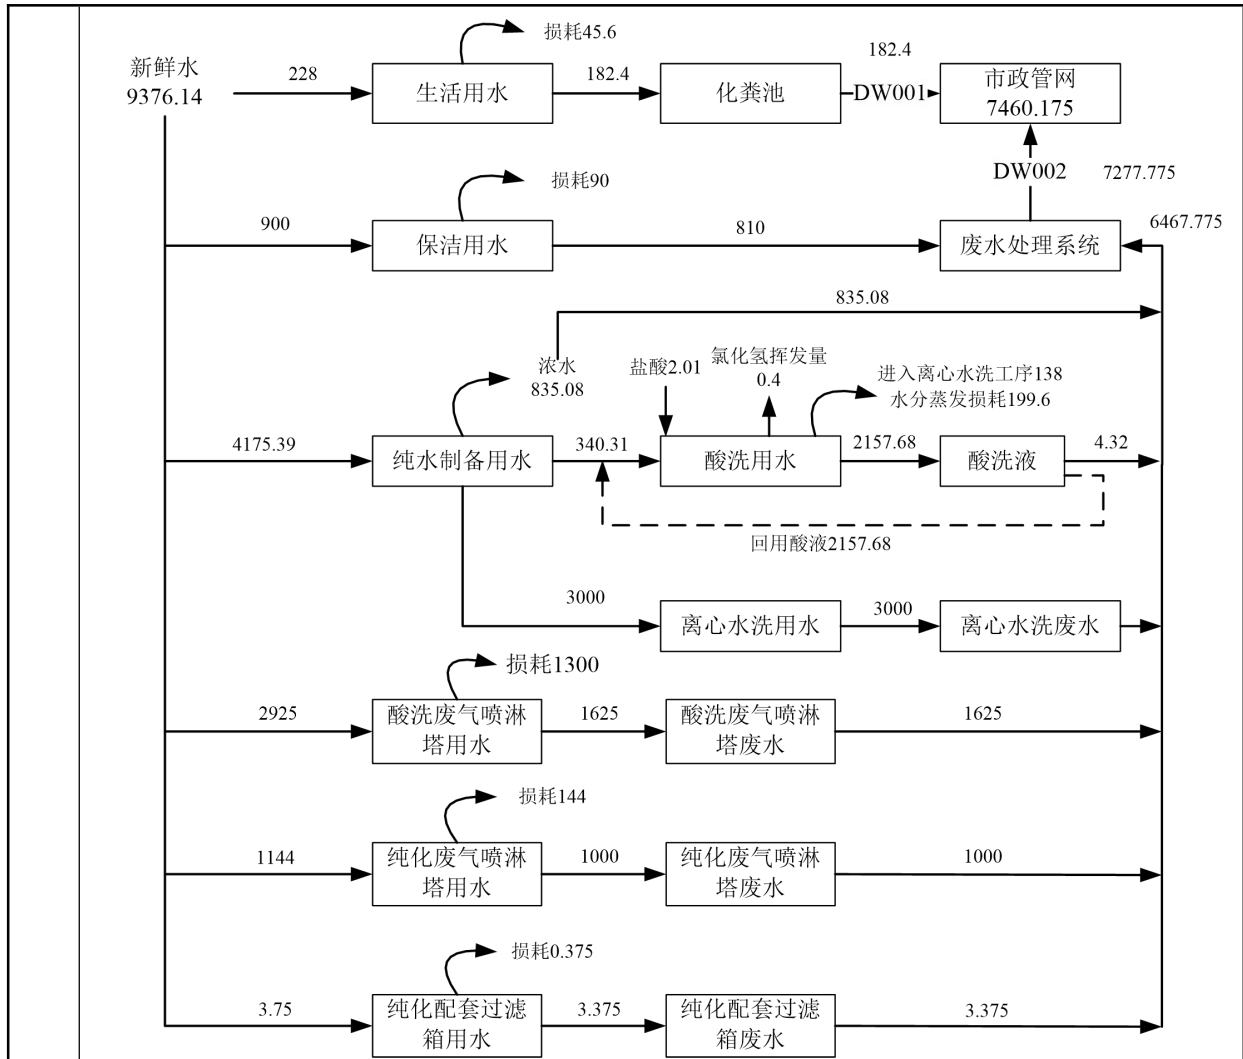 损耗45.6
新鲜水
9376.14
228
生活用水
182.4
化粪池
182.4
DW001
市政管网
7460.175
DW002
7277.775
损耗90
900
保洁用水
810
废水处理系统
6467.775
835.08
浓水
835.08
盐酸2.01
氯化氢挥发量
0.4
进入离心水洗工序138
水分蒸发损耗199.6
4175.39
纯水制备用水
340.31
酸洗用水
2157.68
酸洗液
4.32
回用酸液2157.68
3000
离心水洗用水
3000
离心水洗废水
损耗1300
2925
酸洗废气喷淋
塔用水
1625
酸洗废气喷淋
塔废水
1625
损耗144
1144
纯化废气喷淋
塔用水
1000
纯化废气喷淋
塔废水
1000
损耗0.375
3.75
纯化配套过滤
箱用水
3.375
纯化配套过滤
箱废水
3.375